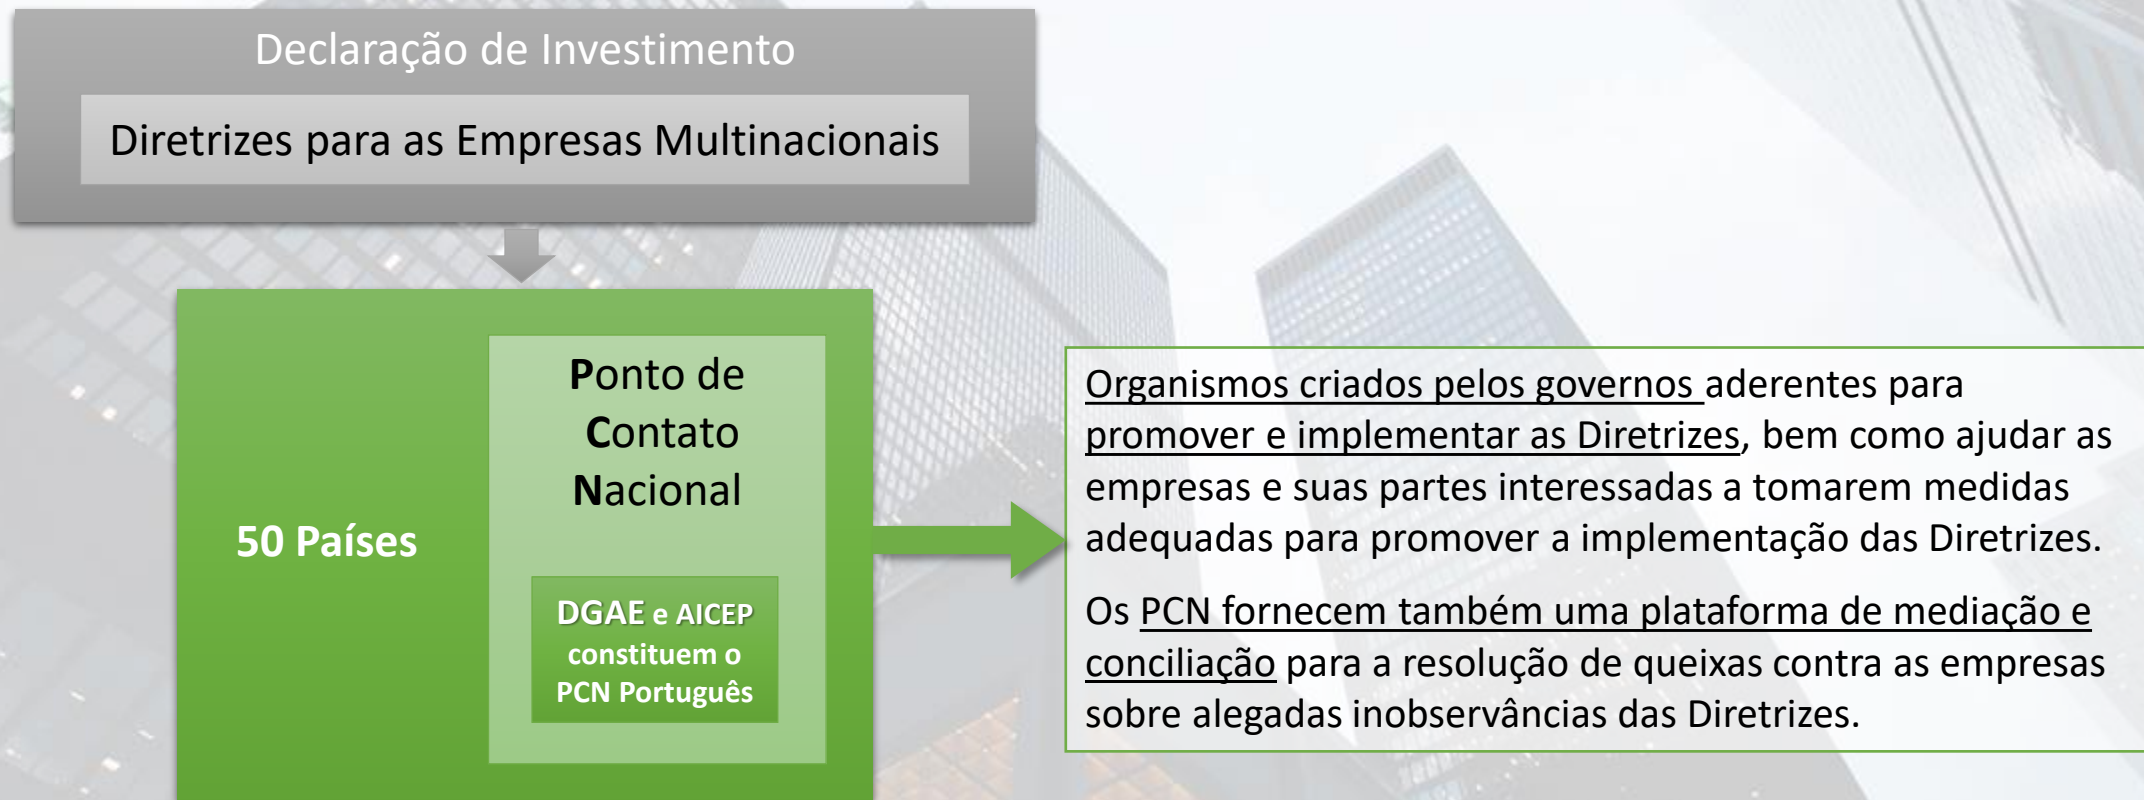 Declaração de Investimento
Diretrizes para as Empresas Multinacionais
50 Países
Ponto de
Contato
Nacional
DGAE e AICEP
constituem o
PCN Português
Organismos criados pelos governos aderentes para
promover e implementar as Diretrizes, bem como ajudar as
empresas e suas partes interessadas a tomarem medidas
adequadas para promover a implementação das Diretrizes.
Os PCN fornecem também uma plataforma de mediação e
conciliação para a resolução de queixas contra as empresas
sobre alegadas inobservâncias das Diretrizes.